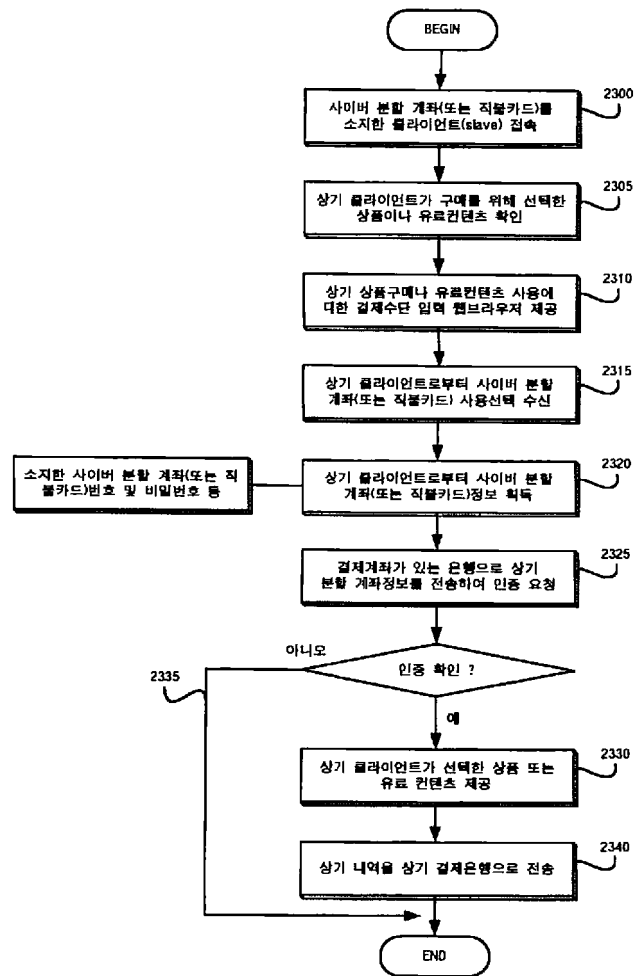 BEGIN
2300
사이버 분할 계좌(또는 직불카드)를
소지한 클라이언트(slave) 접속
2305
상기 클라이언트가 구매를 위해 선택한
상품이나 유료컨텐츠 확인
2310
상기 상품구매나 유료컨텐츠 사용에
대한 결제수단 입력 웹브라우저 제공
2315
상기 클라이언트로부터 사이버 분할
계좌(또는 직불카드) 사용선택 수신
소지한 사이버 분할 계좌(또는 직
불카드)번호 및 비밀번호 등
2320
상기 클라이언트로부터 사이버 분할
계좌(또는 직불카드)정보 획득
2325
결제계좌가 있는 은행으로 상기
분할 계좌정보를 전송하여 인증 요청
아니오
2335
인증 확인 ?
예
2330
상기 클라이언트가 선택한 상품 또는
유료 컨텐츠 제공
2340
상기 내역을 상기 결제은행으로 전송
END